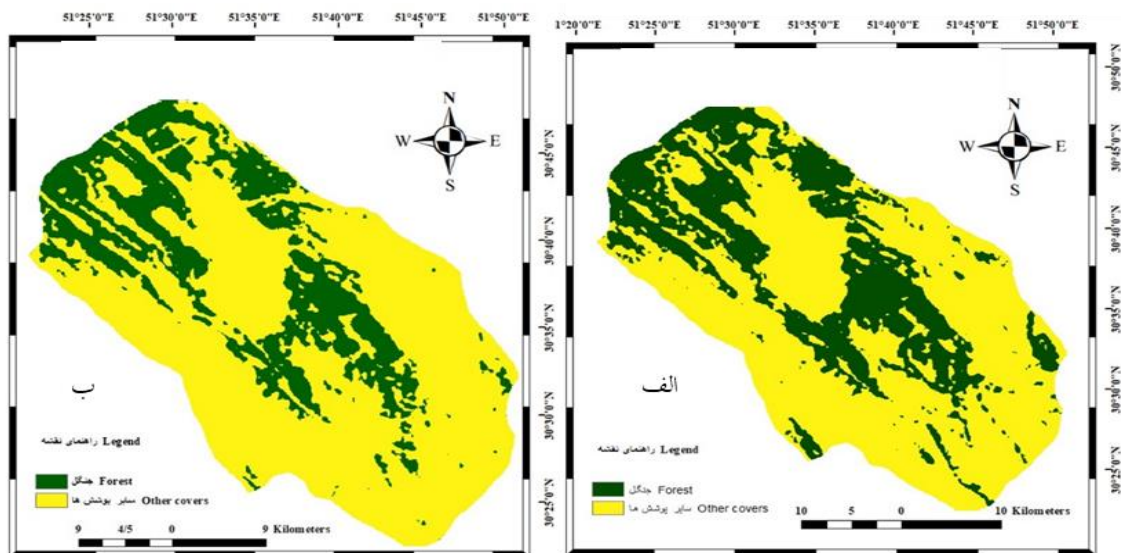 51°25'0"E 51°30'0"E 51°35'0"E 51°40'0"E 51°45'0"E 51°50'0"E
N
W E
S
30°45'0"N
30°40'0"N
30°35'0"N
30°30'0"N
30°25'0"N
ب
راهنمای نقشه Legend
جنگل Forest
سایر پوشش ها Other covers
9 4/5 0 9 Kilometers
51°20'0"E 51°25'0"E 51°30'0"E 51°35'0"E 51°40'0"E 51°45'0"E 51°50'0"E
N
W E
S
30°50'0"N
30°45'0"N
30°40'0"N
30°35'0"N
30°30'0"N
30°25'0"N
الف
راهنمای نقشه Legend
جنگل Forest
سایر پوشش ها Other covers
10 5 0 10 Kilometers